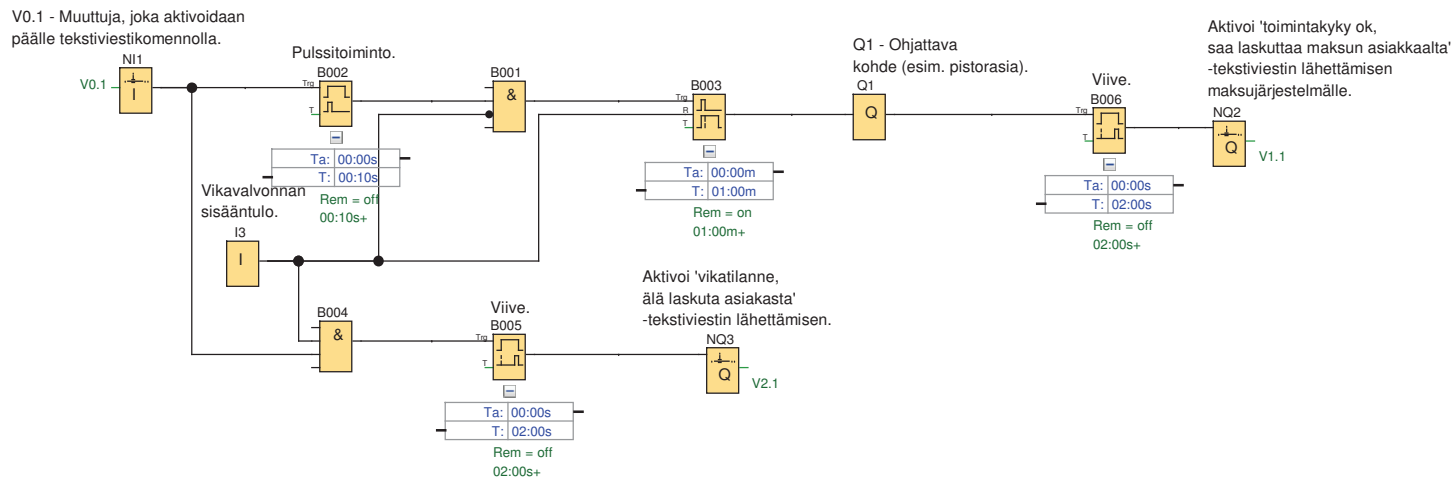 V0.1 - Muuttuja, joka aktivoidaan
päälle tekstiviestikomennolla.
NI1
V0.1
I
Pulssitoiminto.
B002
Trg
T
Ta: 00:00s
T: 00:10s
Rem = off
00:10s+
B001
&
B003
Trg
R
T
Ta: 00:00m
T: 01:00m
Rem = on
01:00m+
Q1 - Ohjattava
kohde (esim. pistorasia).
Q1
Q
Viive.
B006
Trg
T
Ta: 00:00s
T: 02:00s
Rem = off
02:00s+
Aktivoi 'toimintakyky ok,
saa laskuttaa maksun asiakkaalta'
-tekstiviestin lähettämisen
maksujärjestelmälle.
NQ2
Q
V1.1
Vikavalvonnan
sisääntulo.
I3
I
B004
&
Viive.
B005
Trg
T
Ta: 00:00s
T: 02:00s
Rem = off
02:00s+
Aktivoi 'vikatilanne,
älä laskuta asiakasta'
-tekstiviestin lähettämisen.
NQ3
Q
V2.1